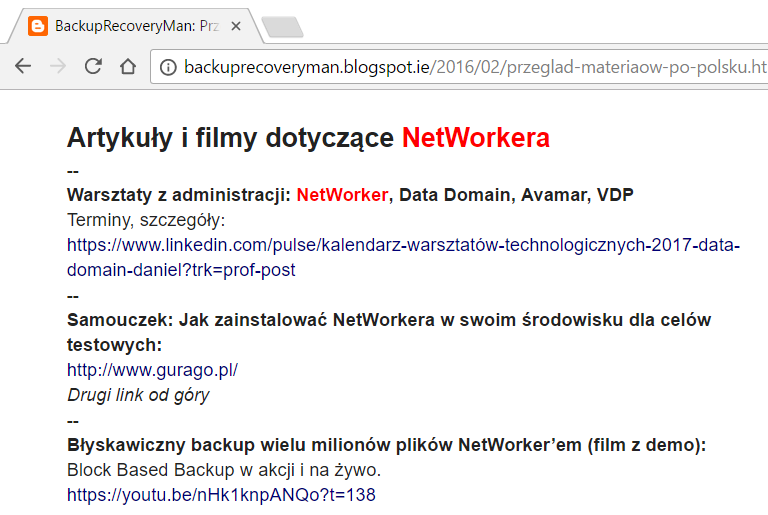 BackupRecoveryMan: Prz
backuprecoveryman.blogspot.ie/2016/02/przeglad-materiaow-po-polsku.ht
Artykuły i filmy dotyczące NetWorkera
--
Warsztaty z administracji: NetWorker, Data Domain, Avamar, VDP
Terminy, szczegóły:
https://www.linkedin.com/pulse/kalendarz-warsztatów-technologicznych-2017-data-
domain-daniel?trk=prof-post
--
Samouczek: Jak zainstalować NetWorkera w swoim środowisku dla celów
testowych:
http://www.gurago.pl/
Drugi link od góry
--
Błyskawiczny backup wielu milionów plików NetWorker’em (film z demo):
Block Based Backup w akcji i na żywo.
https://youtu.be/nHk1knpANQo?t=138